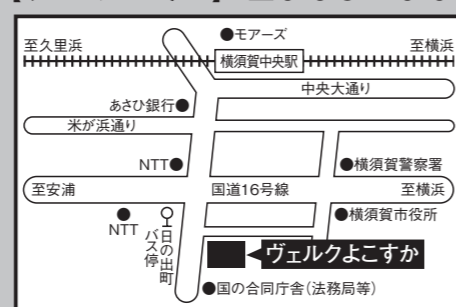 ●モアーズ
至久里浜
至横浜
横須賀中央駅
中央大通り
あさひ銀行●
米が浜通り
NTT●
●横須賀警察署
至安浦
国道16号線
至横浜
●
NTT
日の出町
バス停
●横須賀市役所
ヴェルクよこすか
●国の合同庁舎(法務局等)